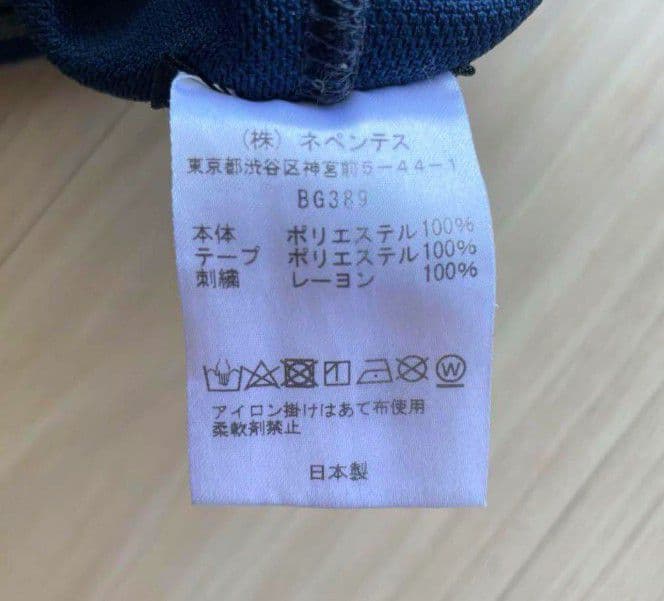 (株) ネペンテス
東京都渋谷区神宮前5-44-1
BG389
本体 ポリエステル100%
テープ ポリエステル100%
刺繍 レーヨン 100%
W
アイロン掛けはあて布使用
柔軟剤禁止
日本製